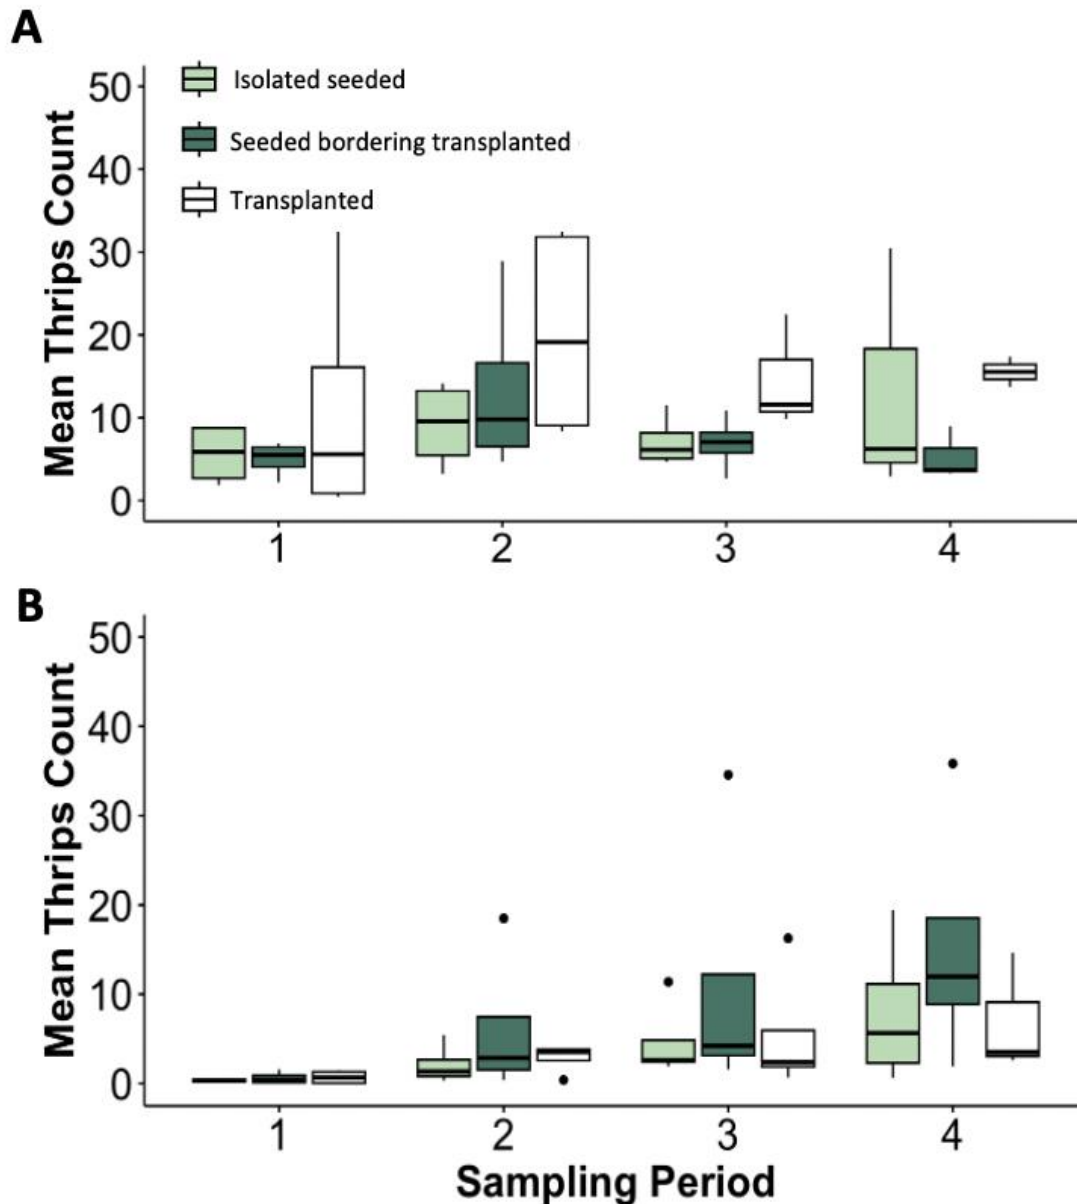 A
50
40
30
20
10
0
Mean Thrips Count
Isolated seeded
Seeded bordering transplanted
Transplanted
1 2 3 4
B
50
40
30
20
10
0
Mean Thrips Count
1 2 3 4
Sampling Period